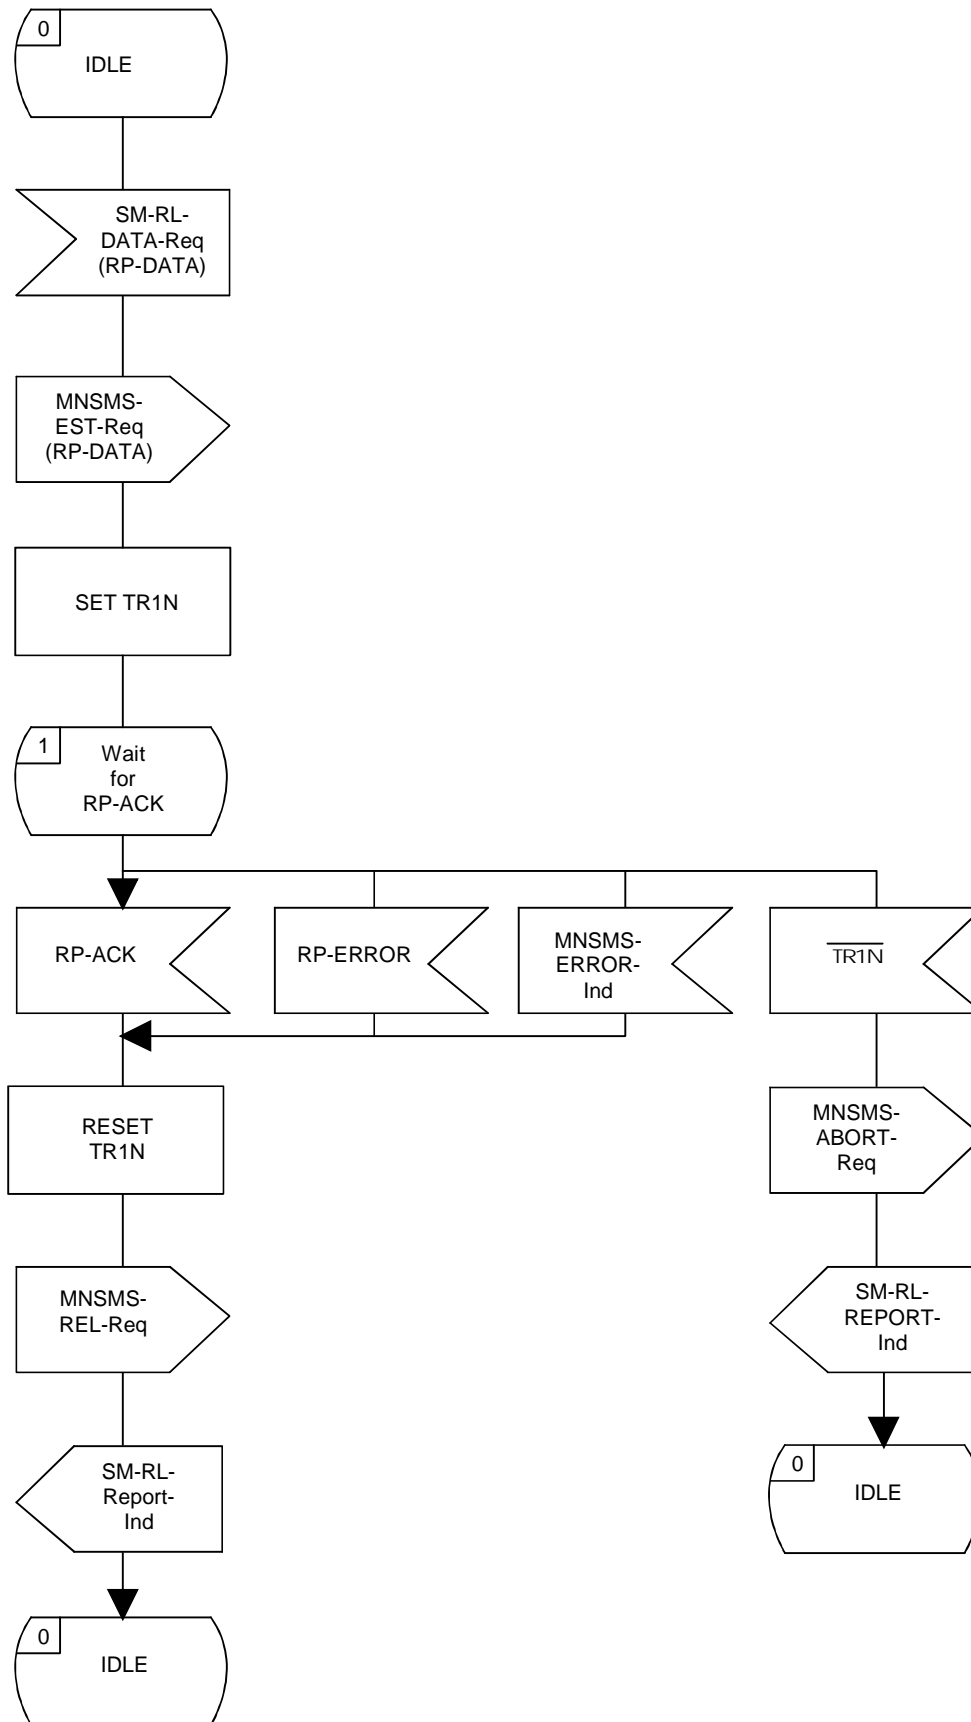 0
IDLE
SM-RL-
DATA-Req
(RP-DATA)
MNSMS-
EST-Req
(RP-DATA)
SET TR1N
1
Wait
for
RP-ACK
RP-ACK
RP-ERROR
MNSMS-
ERROR-
Ind
TR1N
RESET
TR1N
MNSMS-
ABORT-
Req
MNSMS-
REL-Req
SM-RL-
REPORT-
Ind
SM-RL-
Report-
Ind
0
IDLE
0
IDLE